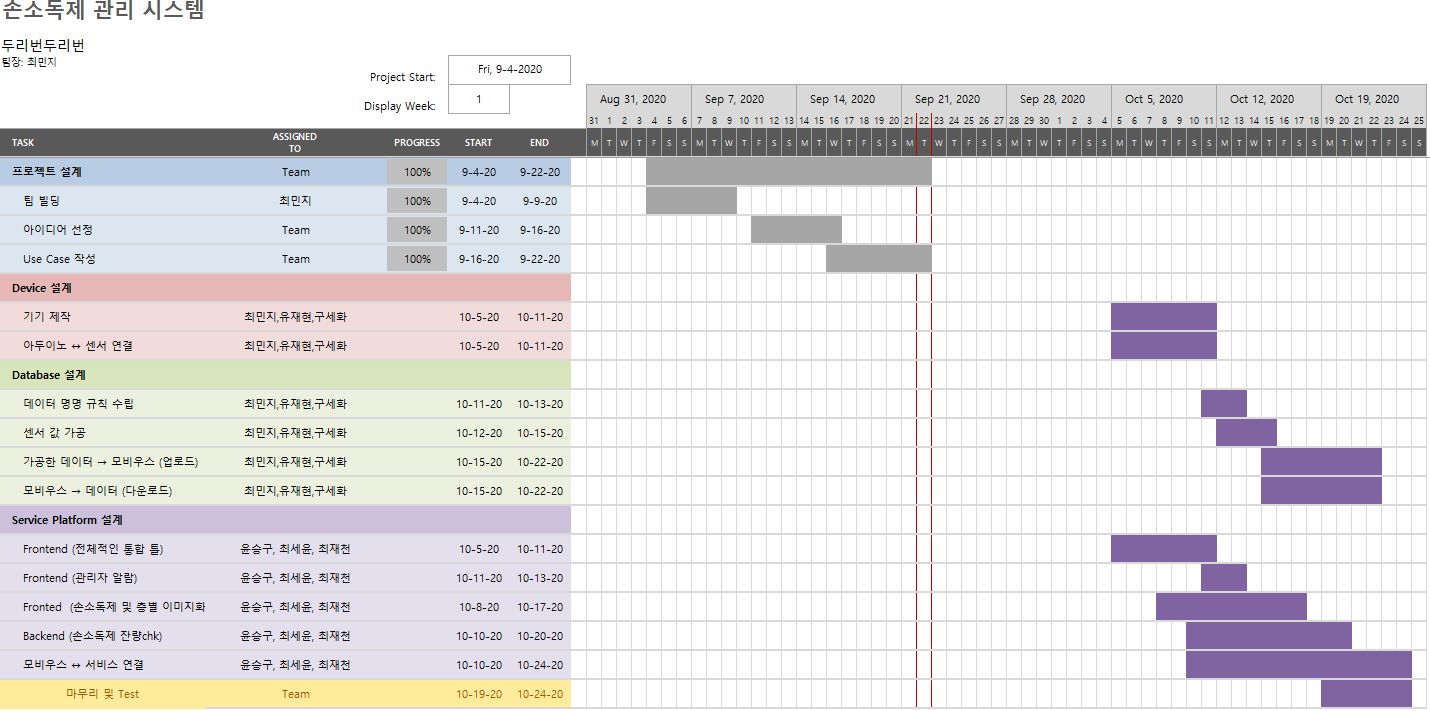 손소독제 관리 시스템
두리번두리번
팀장: 최민지
Project Start: Fri, 9-4-2020
Display Week: 1
Aug 31, 2020 Sep 7, 2020 Sep 14, 2020 Sep 21, 2020 Sep 28, 2020 Oct 5, 2020 Oct 12, 2020 Oct 19, 2020
31 1 2 3 4 5 6 7 8 9 10 11 12 13 14 15 16 17 18 19 20 21 22 23 24 25 26 27 28 29 30 1 2 3 4 5 6 7 8 9 10 11 12 13 14 15 16 17 18 19 20 21 22 23 24 25
TASK ASSIGNED TO PROGRESS START END M T W T F S S M T W T F S S M T W T F S S M T W T F S S M T W T F S S M T W T F S S M T W T F S S M T W T F S S
프로젝트 설계 Team 100% 9-4-20 9-22-20
팀 빌딩 최민지 100% 9-4-20 9-9-20
아이디어 선정 Team 100% 9-11-20 9-16-20
Use Case 작성 Team 100% 9-16-20 9-22-20
Device 설계
기기 제작 최민지,유재현,구세화 10-5-20 10-11-20
아두이노 ↔ 센서 연결 최민지,유재현,구세화 10-5-20 10-11-20
Database 설계
데이터 명명 규칙 수립 최민지,유재현,구세화 10-11-20 10-13-20
센서 값 가공 최민지,유재현,구세화 10-12-20 10-15-20
가공한 데이터 → 모비우스 (업로드) 최민지,유재현,구세화 10-15-20 10-22-20
모비우스 → 데이터 (다운로드) 최민지,유재현,구세화 10-15-20 10-22-20
Service Platform 설계
Frontend (전체적인 통합 틀) 윤승구, 최세윤, 최재천 10-5-20 10-11-20
Frontend (관리자 알람) 윤승구, 최세윤, 최재천 10-11-20 10-13-20
Fronted (손소독제 및 층별 이미지화 윤승구, 최세윤, 최재천 10-8-20 10-17-20
Backend (손소독제 잔량chk) 윤승구, 최세윤, 최재천 10-10-20 10-20-20
모비우스 ↔ 서비스 연결 윤승구, 최세윤, 최재천 10-10-20 10-24-20
마무리 및 Test Team 10-19-20 10-24-20